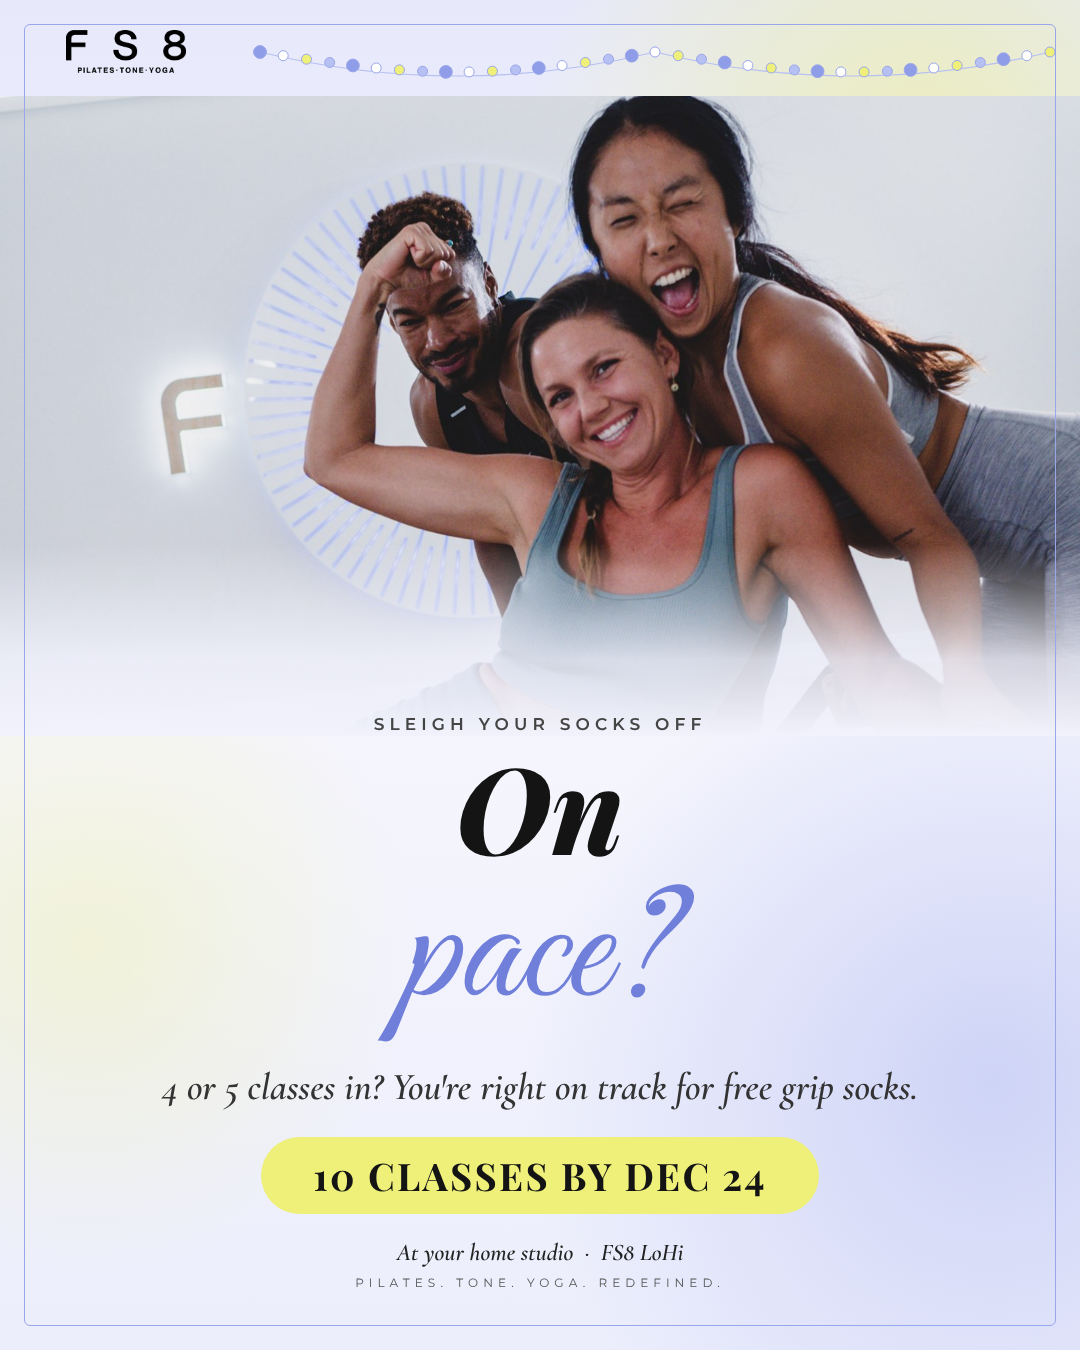 F S 8
PILATES·TONE·YOGA
F
SLEIGH YOUR SOCKS OFF
On
pace?
4 or 5 classes in? You're right on track for free grip socks.
10 CLASSES BY DEC 24
At your home studio · FS8 LoHi
PILATES. TONE. YOGA. REDEFINED.